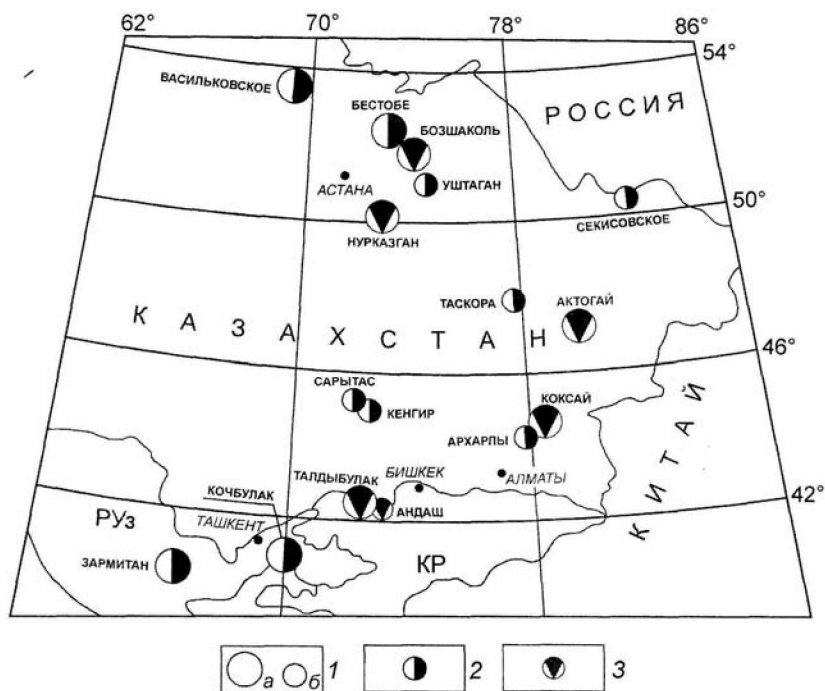 62° 70° 78° 86°
54°
ВАСИЛЬКОВСКОЕ
БЕСТОБЕ
БОЗШАКОЛЬ
РОССИЯ
АСТАНА
УШТАГАН
50°
СЕКИСОВСКОЕ
НУРКАЗГАН
ТАСКОРА
АКТОГАЙ
КАЗАХСТАН
46°
САРЫТАС
КЕНГИР
КОКСАЙ
АРХАРЛЫ
КИТАЙ
ТАЛДЫБУЛАК
БИШКЕК
АЛМАТЫ
42°
КОЧБУЛАК
АНДАШ
РУз
ТАШКЕНТ
ЗАРМИТАН
КР
а б 1 2 3